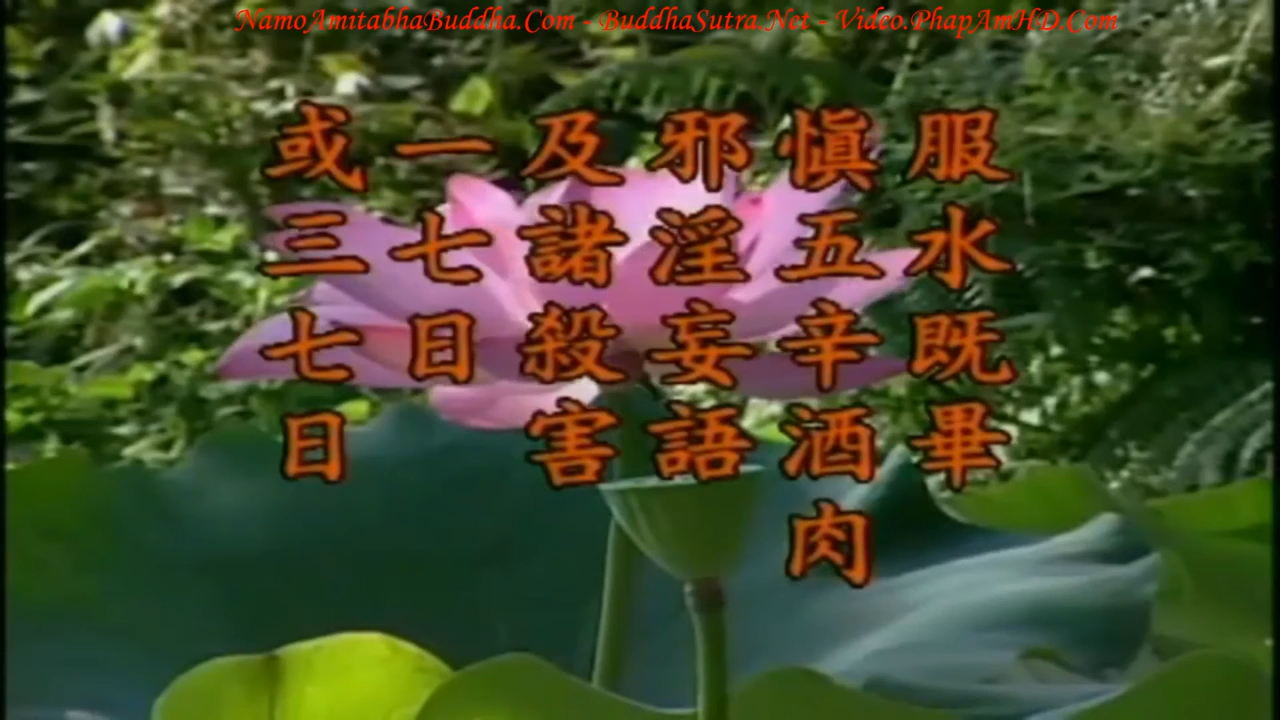 NamoAmitabhaBuddha.Com - BuddhaSutra.Net - Video.PhapAmHD.Com
服水既畢
慎五辛酒肉
邪淫妄語
及諸殺害
一七日
或三七日